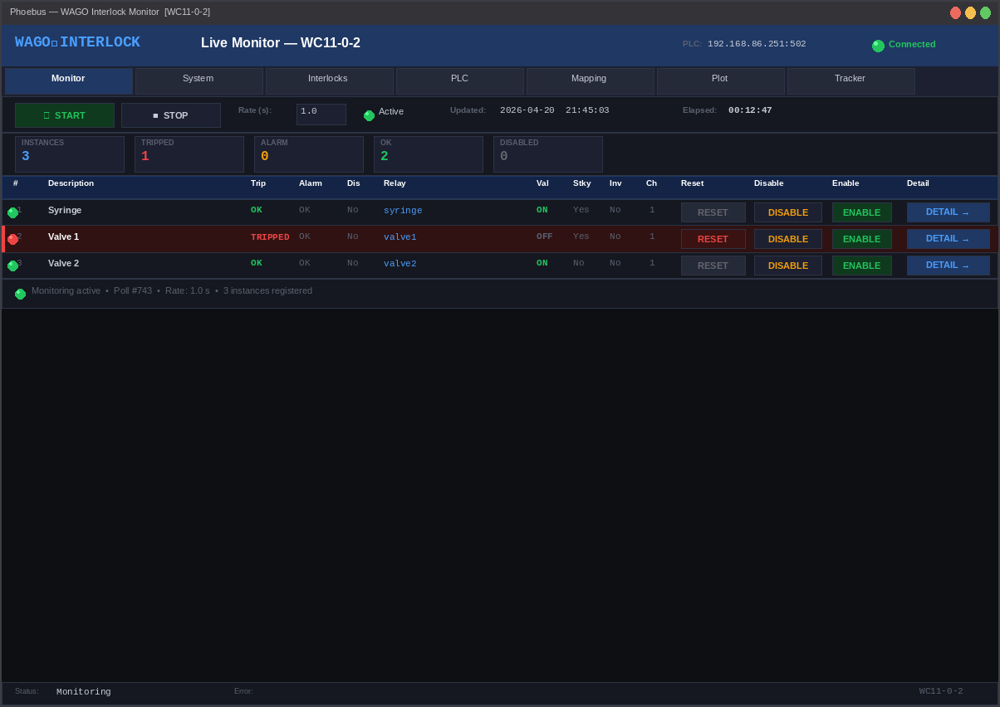 Phoebus — WAGO Interlock Monitor [WC11-0-2]
WAGO□INTERLOCK Live Monitor — WC11-0-2 PLC: 192.168.86.251:502 Connected
Monitor System Interlocks PLC Mapping Plot Tracker
□ START ■ STOP Rate (s): 1.0 Active Updated: 2026-04-20 21:45:03 Elapsed: 00:12:47
INSTANCES TRIPPED ALARM OK DISABLED
3 1 0 2 0
# Description Trip Alarm Dis Relay Val Stky Inv Ch Reset Disable Enable Detail
1 Syringe OK OK No syringe ON Yes No 1 RESET DISABLE ENABLE DETAIL →
2 Valve 1 TRIPPED OK No valve1 OFF Yes No 1 RESET DISABLE ENABLE DETAIL →
3 Valve 2 OK OK No valve2 ON No No 1 RESET DISABLE ENABLE DETAIL →
Monitoring active • Poll #743 • Rate: 1.0 s • 3 instances registered
Status: Monitoring Error: WC11-0-2